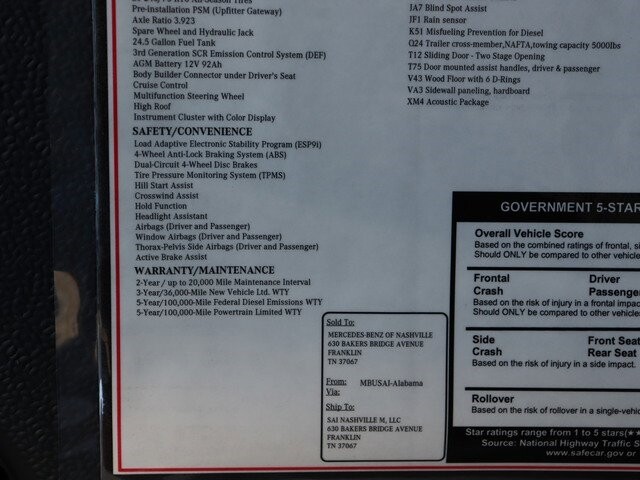 Pre-installation PSM (Upfitter Gateway)
Axle Ratio 3.923
Spare Wheel and Hydraulic Jack
24.5 Gallon Fuel Tank
3rd Generation SCR Emission Control System (DEF)
AGM Battery 12V 92Ah
Body Builder Connector under Driver's Seat
Cruise Control
Multifunction Steering Wheel
High Roof
Instrument Cluster with Color Display
SAFETY/CONVENIENCE
Load Adaptive Electronic Stability Program (ESP9i)
4-Wheel Anti-Lock Braking System (ABS)
Dual-Circuit 4-Wheel Disc Brakes
Tire Pressure Monitoring System (TPMS)
Hill Start Assist
Crosswind Assist
Hold Function
Headlight Assistant
Airbags (Driver and Passenger)
Window Airbags (Driver and Passenger)
Thorax-Pelvis Side Airbags (Driver and Passenger)
Active Brake Assist
WARRANTY/MAINTENANCE
2-Year / up to 20,000 Mile Maintenance Interval
3-Year/36,000-Mile New Vehicle Ltd. WTY
5-Year/100,000-Mile Federal Diesel Emissions WTY
5-Year/100,000-Mile Powertrain Limited WTY
JA7 Blind Spot Assist
JF1 Rain sensor
K51 Misfueling Prevention for Diesel
Q24 Trailer cross-member,NAFTA,towing capacity 5000lbs
T12 Sliding Door - Two Stage Opening
T75 Door mounted assist handles, driver & passenger
V43 Wood Floor with 6 D-Rings
VA3 Sidewall paneling, hardboard
XM4 Acoustic Package
Sold To:
MERCEDES-BENZ OF NASHVILLE
630 BAKERS BRIDGE AVENUE
FRANKLIN
TN 37067
From: MBUSAI-Alabama
Via:
Ship To:
SAI NASHVILLE M, LLC
630 BAKERS BRIDGE AVENUE
FRANKLIN
TN 37067
GOVERNMENT 5-STAR
Overall Vehicle Score
Based on the combined ratings of frontal,
Should ONLY be compared to other vehicle
Frontal Driver
Crash Passenger
Based on the risk of injury in a frontal impac
Should ONLY be compared to other vehicle
Side Front Seat
Crash Rear Seat
Based on the risk of injury in a side impact.
Rollover
Based on the risk of rollover in a single-vehic
Star ratings range from 1 to 5 stars(★★
Source: National Highway Traffic S
www.safecar.gov or